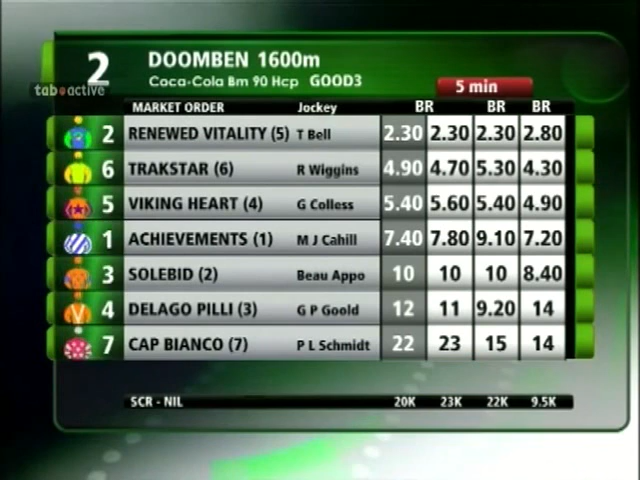 2 DOOMBEN 1600m
Coca-Cola Bm 90 Hcp GOOD3
tab active
5 min
MARKET ORDER Jockey BR BR BR
2 RENEWED VITALITY (5) T Bell 2.30 2.30 2.30 2.80
6 TRAKSTAR (6) R Wiggins 4.90 4.70 5.30 4.30
5 VIKING HEART (4) G Colless 5.40 5.60 5.40 4.90
1 ACHIEVEMENTS (1) M J Cahill 7.40 7.80 9.10 7.20
3 SOLEBID (2) Beau Appo 10 10 10 8.40
4 DELAGO PILLI (3) G P Goold 12 11 9.20 14
7 CAP BIANCO (7) P L Schmidt 22 23 15 14
SCR - NIL 20K 23K 22K 9.5K